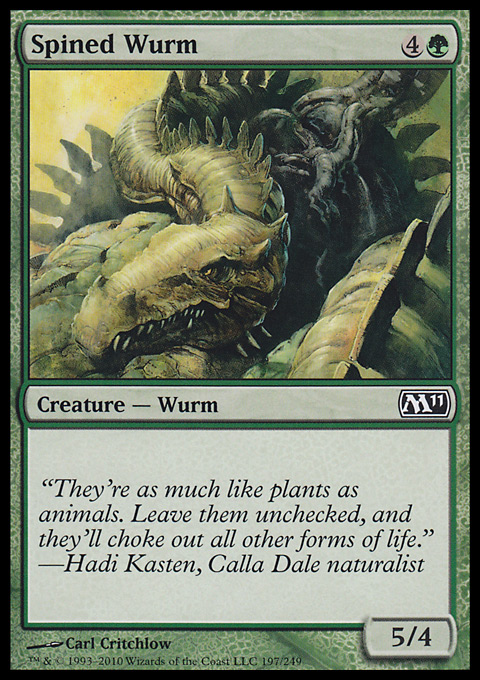 Spined Wurm 4
Creature — Wurm M11
“They’re as much like plants as
animals. Leave them unchecked, and
they’ll choke out all other forms of life.”
—Hadi Kasten, Calla Dale naturalist
Carl Critchlow
5/4
™ & © 1993–2010 Wizards of the Coast LLC 197/249